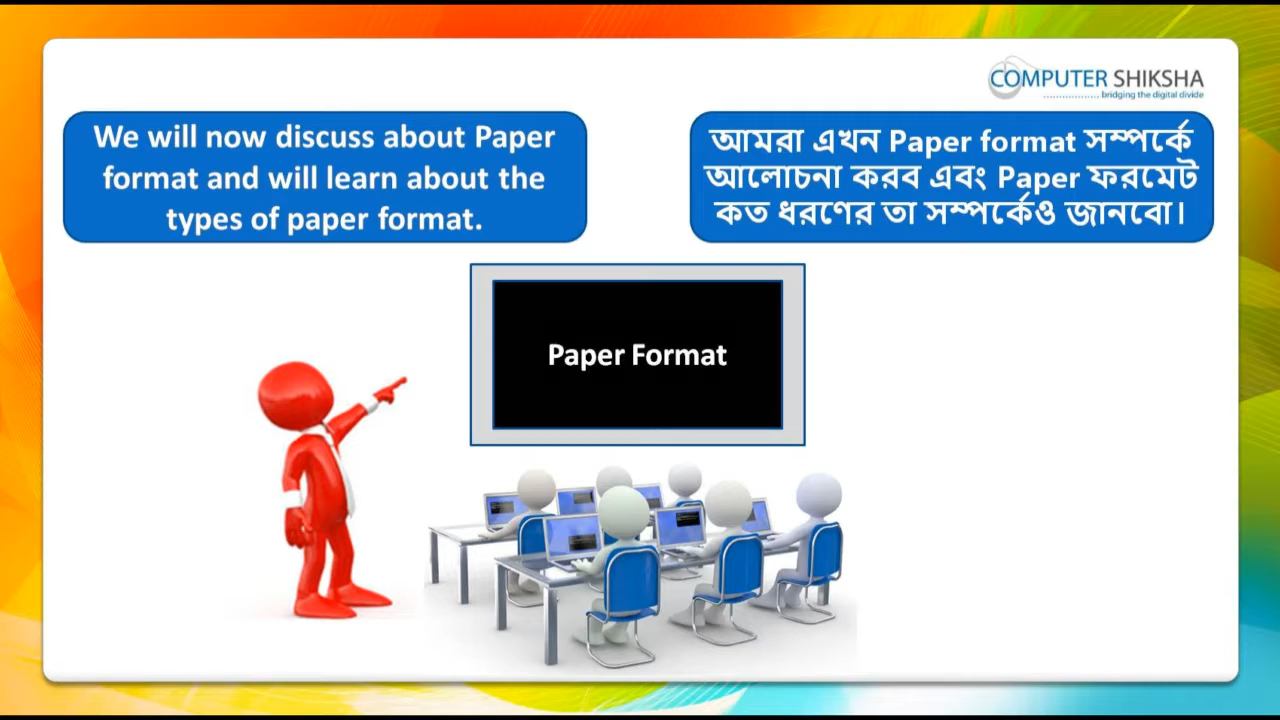 COMPUTER SHIKSHA
bridging the digital divide
We will now discuss about Paper
format and will learn about the
types of paper format.
আমরা এখন Paper format সম্পর্কে
আলোচনা করব এবং Paper ফরমেট
কত ধরণের তা সম্পর্কেও জানবো।
Paper Format